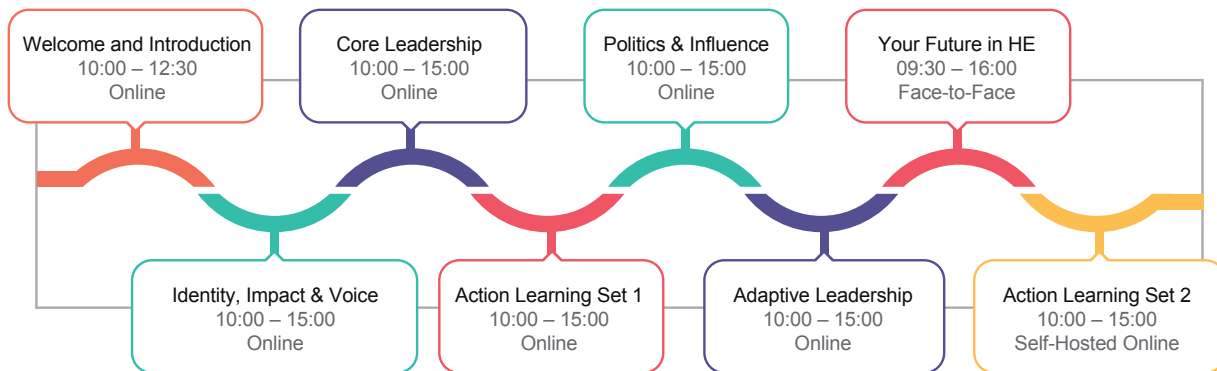 Welcome and Introduction
10:00 – 12:30
Online
Core Leadership
10:00 – 15:00
Online
Politics & Influence
10:00 – 15:00
Online
Your Future in HE
09:30 – 16:00
Face-to-Face
Identity, Impact & Voice
10:00 – 15:00
Online
Action Learning Set 1
10:00 – 15:00
Online
Adaptive Leadership
10:00 – 15:00
Online
Action Learning Set 2
10:00 – 15:00
Self-Hosted Online